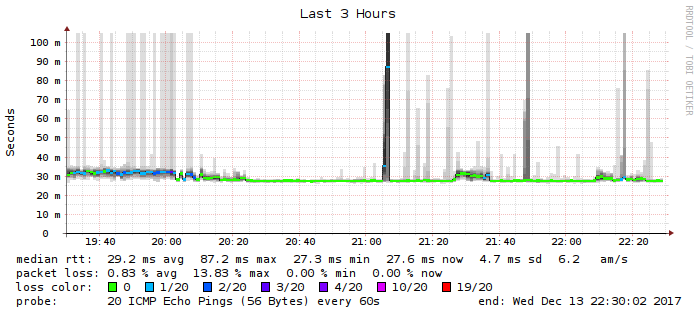 Last 3 Hours
RRDTOOL / TOBI OETIKER
Seconds
100 m
90 m
80 m
70 m
60 m
50 m
40 m
30 m
20 m
10 m
0
19:40 20:00 20:20 20:40 21:00 21:20 21:40 22:00 22:20
median rtt: 29.2 ms avg 87.2 ms max 27.3 ms min 27.6 ms now 4.7 ms sd 6.2 am/s
packet loss: 0.83 % avg 13.83 % max 0.00 % min 0.00 % now
loss color: 0 1/20 2/20 3/20 4/20 10/20 19/20
probe: 20 ICMP Echo Pings (56 Bytes) every 60s end: Wed Dec 13 22:30:02 2017